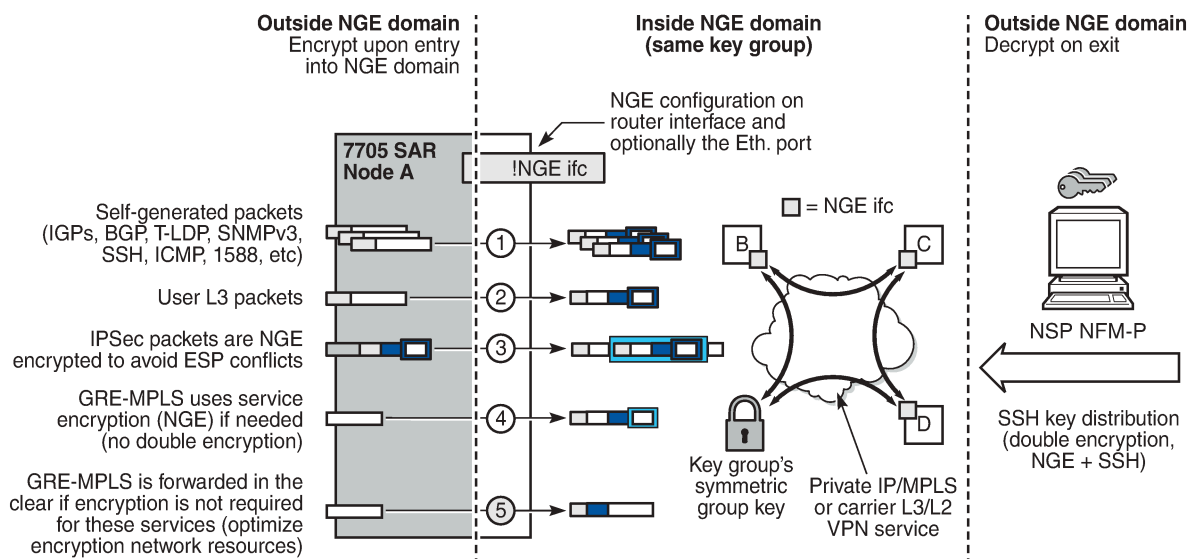 Outside NGE domain
Encrypt upon entry
into NGE domain
Inside NGE domain
(same key group)
Outside NGE domain
Decrypt on exit
NGE configuration on
router interface and
optionally the Eth. port
7705 SAR
Node A
!NGE ifc
Self-generated packets
(IGPs, BGP, T-LDP, SNMPv3,
SSH, ICMP, 1588, etc)
1
User L3 packets
2
IPSec packets are NGE
encrypted to avoid ESP conflicts
3
GRE-MPLS uses service
encryption (NGE) if needed
(no double encryption)
4
GRE-MPLS is forwarded in the
clear if encryption is not required
for these services (optimize
encryption network resources)
5
= NGE ifc
B
C
D
Key group's
symmetric
group key
Private IP/MPLS
or carrier L3/L2
VPN service
NSP NFM-P
SSH key distribution
(double encryption,
NGE + SSH)